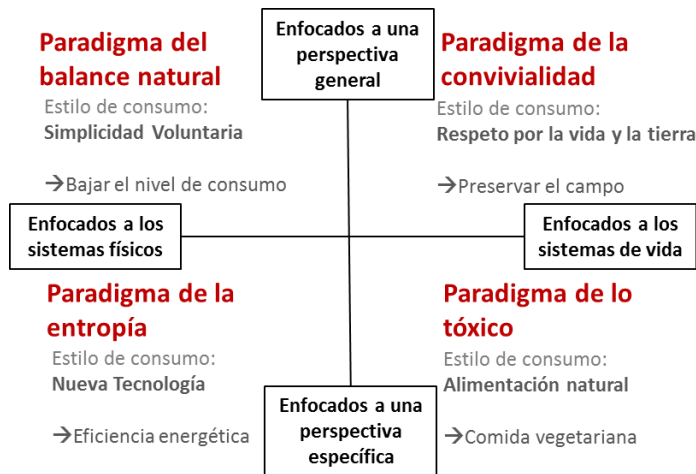 Enfocados a una
perspectiva
general
Paradigma del
balance natural
Estilo de consumo:
Simplicidad Voluntaria
→Bajar el nivel de consumo
Paradigma de la
convivialidad
Estilo de consumo:
Respeto por la vida y la tierra
→Preservar el campo
Enfocados a los
sistemas físicos
Enfocados a los
sistemas de vida
Paradigma de la
entropía
Estilo de consumo:
Nueva Tecnología
→Eficiencia energética
Paradigma de lo
tóxico
Estilo de consumo:
Alimentación natural
→Comida vegetariana
Enfocados a una
perspectiva
específica